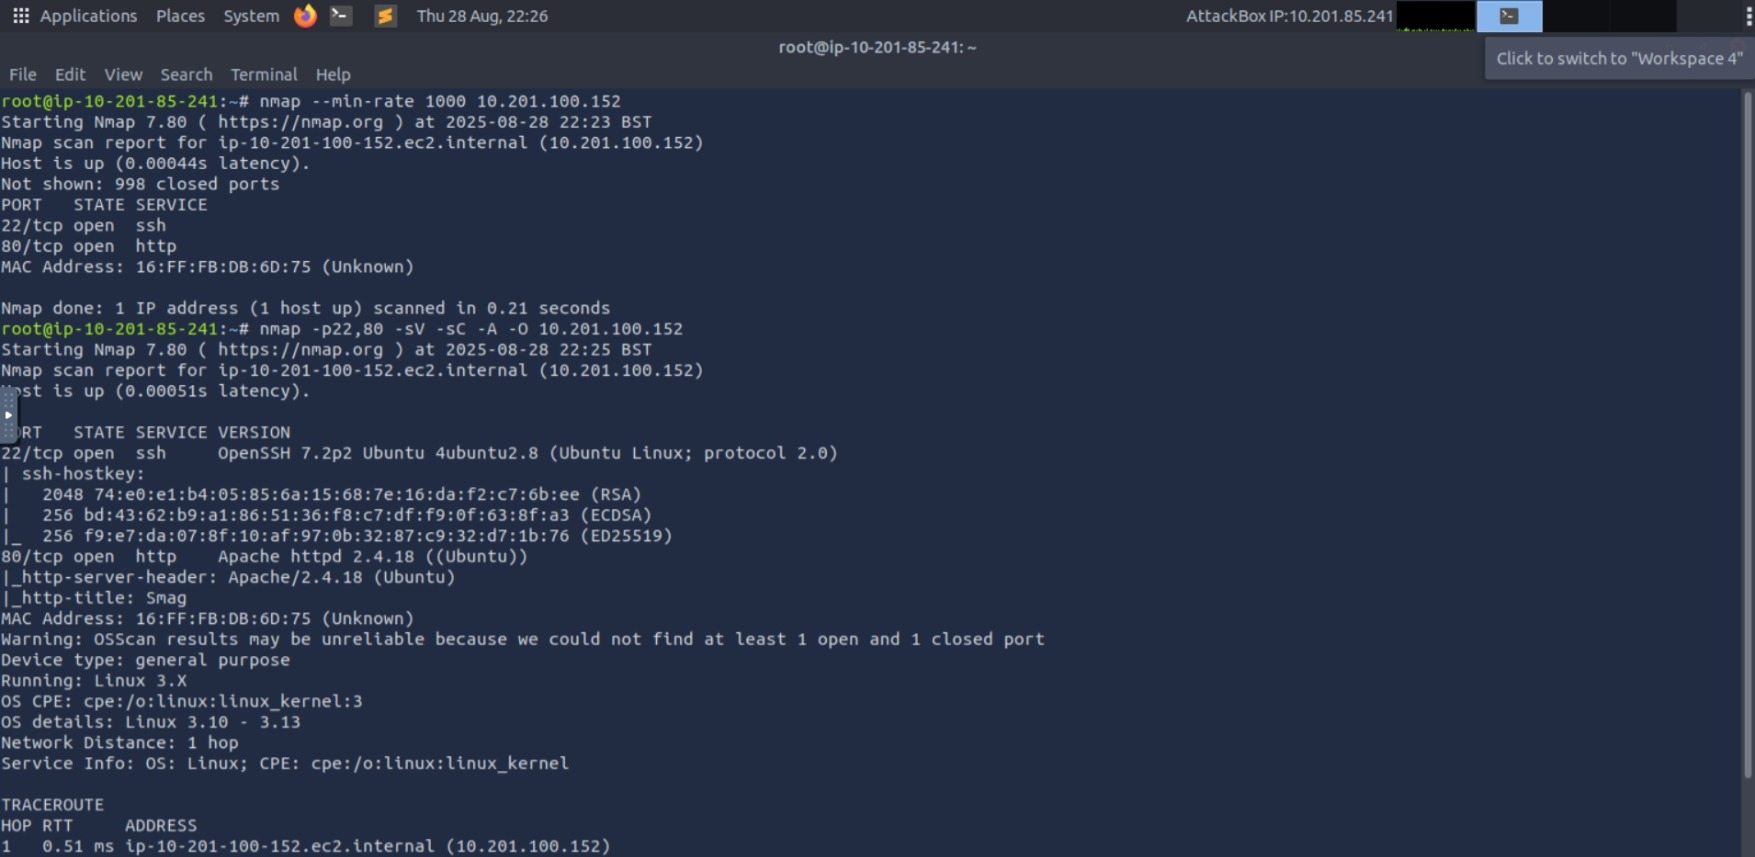 Applications Places System Thu 28 Aug, 22:26 AttackBox IP:10.201.85.241
root@ip-10-201-85-241: ~
Click to switch to "Workspace 4"
File Edit View Search Terminal Help
root@ip-10-201-85-241:~# nmap --min-rate 1000 10.201.100.152
Starting Nmap 7.80 ( https://nmap.org ) at 2025-08-28 22:23 BST
Nmap scan report for ip-10-201-100-152.ec2.internal (10.201.100.152)
Host is up (0.00044s latency).
Not shown: 998 closed ports
PORT   STATE SERVICE
22/tcp open  ssh
80/tcp open  http
MAC Address: 16:FF:FB:DB:6D:75 (Unknown)
Nmap done: 1 IP address (1 host up) scanned in 0.21 seconds
root@ip-10-201-85-241:~# nmap -p22,80 -sV -sC -A -O 10.201.100.152
Starting Nmap 7.80 ( https://nmap.org ) at 2025-08-28 22:25 BST
Nmap scan report for ip-10-201-100-152.ec2.internal (10.201.100.152)
ost is up (0.00051s latency).
RT   STATE SERVICE VERSION
22/tcp open  ssh     OpenSSH 7.2p2 Ubuntu 4ubuntu2.8 (Ubuntu Linux; protocol 2.0)
| ssh-hostkey:
|   2048 74:e0:e1:b4:05:85:6a:15:68:7e:16:da:f2:c7:6b:ee (RSA)
|   256 bd:43:62:b9:a1:86:51:36:f8:c7:df:f9:0f:63:8f:a3 (ECDSA)
|_  256 f9:e7:da:07:8f:10:af:97:0b:32:87:c9:32:d7:1b:76 (ED25519)
80/tcp open  http    Apache httpd 2.4.18 ((Ubuntu))
|_http-server-header: Apache/2.4.18 (Ubuntu)
|_http-title: Smag
MAC Address: 16:FF:FB:DB:6D:75 (Unknown)
Warning: OSScan results may be unreliable because we could not find at least 1 open and 1 closed port
Device type: general purpose
Running: Linux 3.X
OS CPE: cpe:/o:linux:linux_kernel:3
OS details: Linux 3.10 - 3.13
Network Distance: 1 hop
Service Info: OS: Linux; CPE: cpe:/o:linux:linux_kernel
TRACEROUTE
HOP RTT     ADDRESS
1   0.51 ms ip-10-201-100-152.ec2.internal (10.201.100.152)